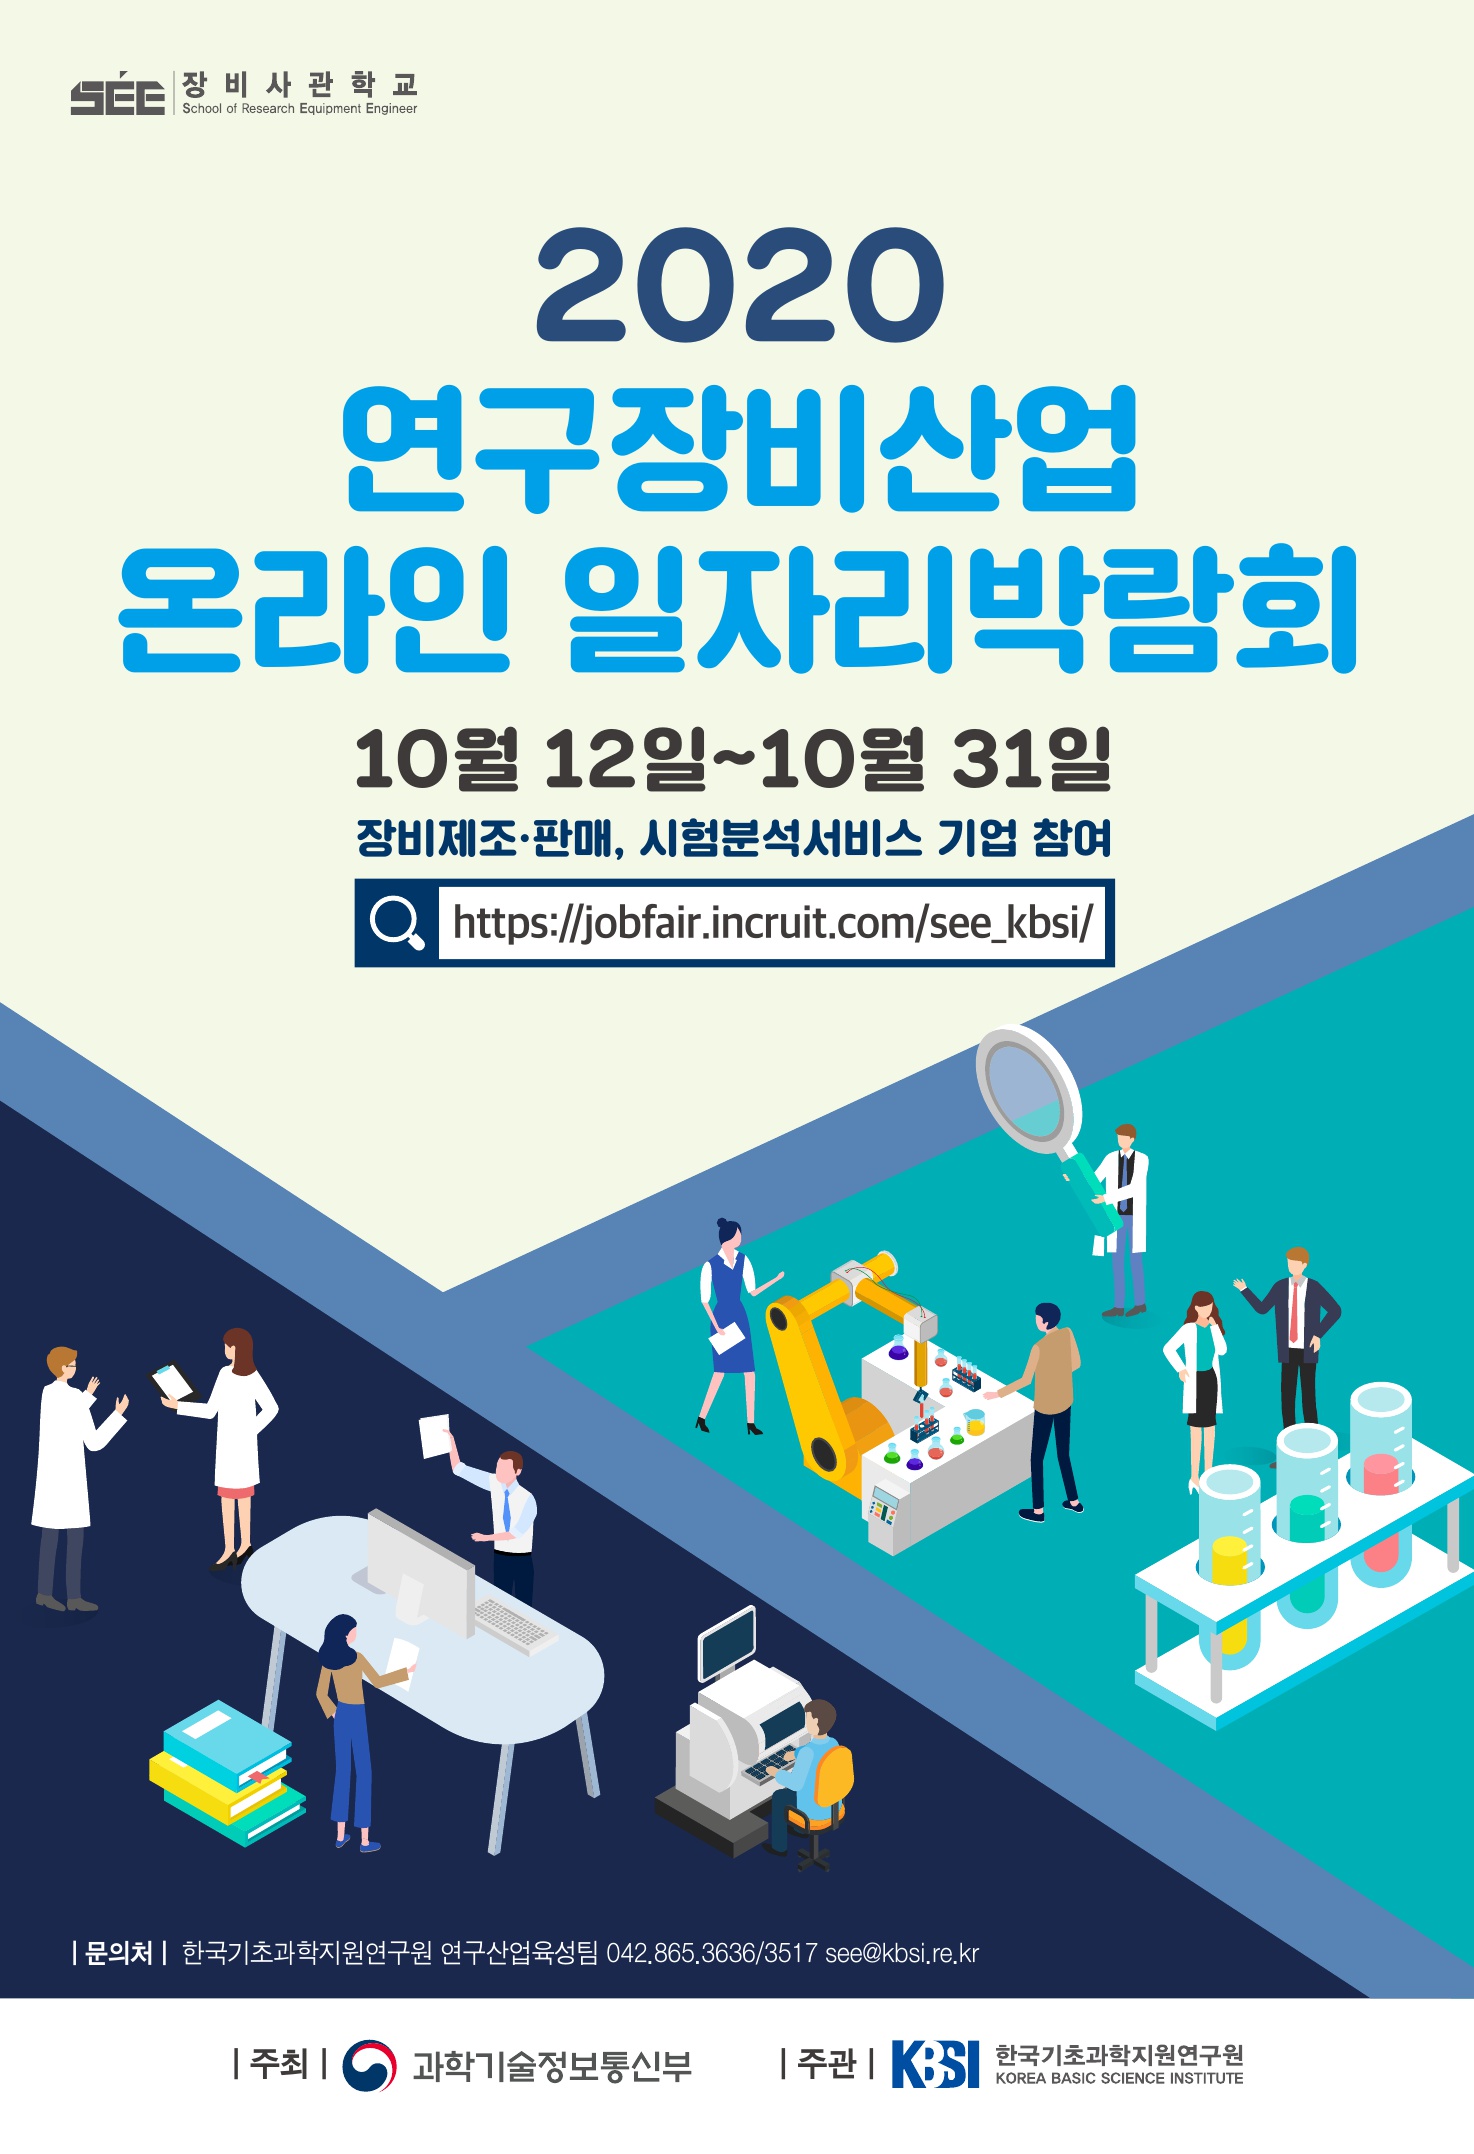 SEE 장비사관학교
School of Research Equipment Engineer
2020
연구장비산업
온라인 일자리박람회
10월 12일~10월 31일
장비제조·판매, 시험분석서비스 기업 참여
https://jobfair.incruit.com/see_kbsi/
| 문의처 | 한국기초과학지원연구원 연구산업육성팀 042.865.3636/3517 see@kbsi.re.kr
| 주최 | 과학기술정보통신부
| 주관 | KBSI 한국기초과학지원연구원
KOREA BASIC SCIENCE INSTITUTE